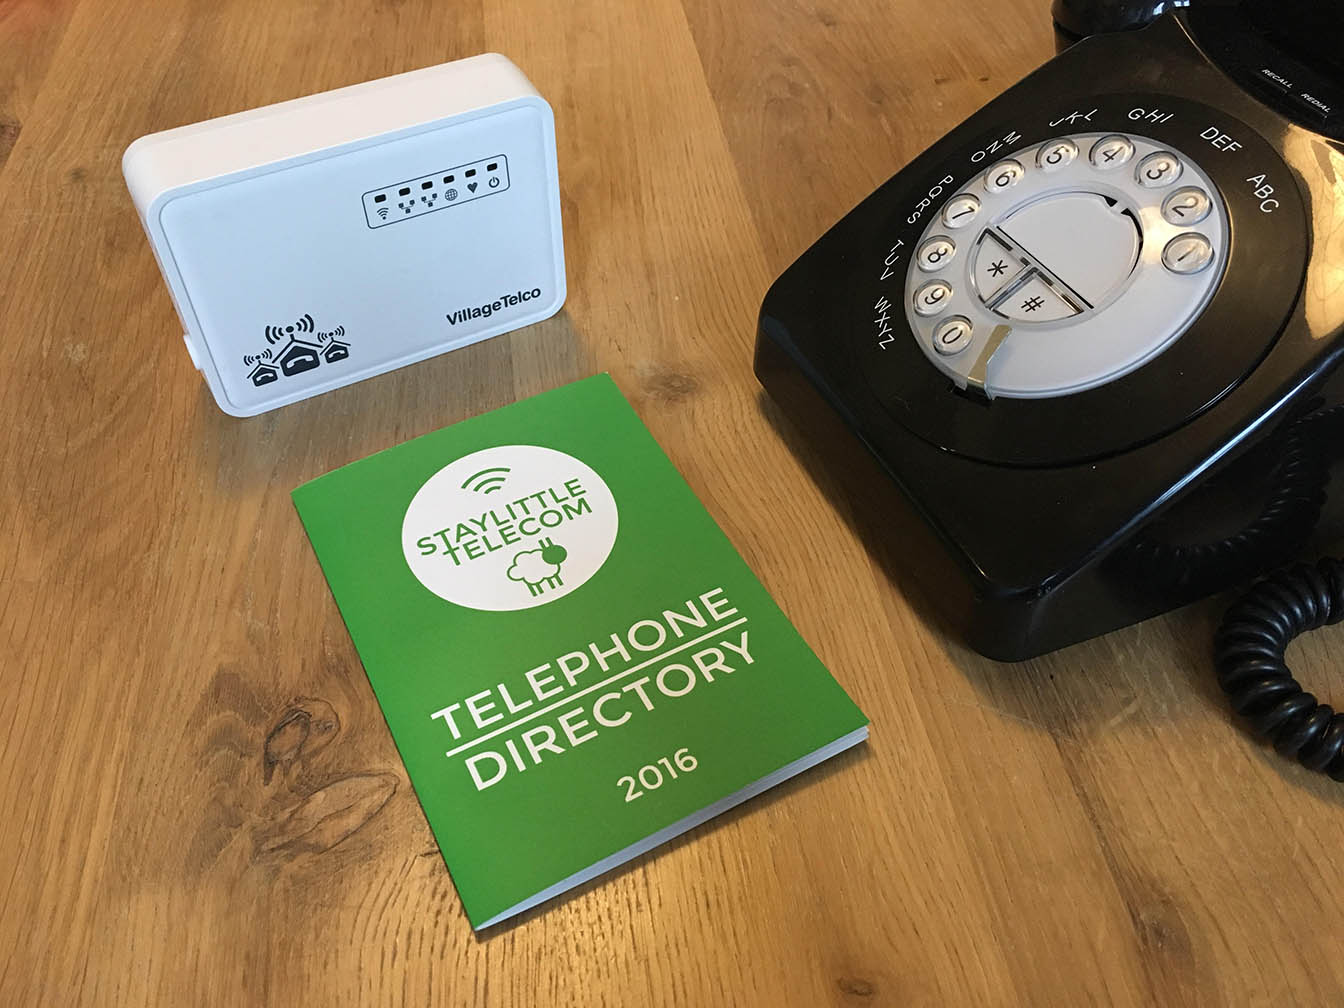 VillageTelco
STAYLITTLE
TELECOM
TELEPHONE
DIRECTORY
2016
RECALL
REDIAL
ABC
DEF
GHI
JKL
MNO
PQRS
TUV
WXYZ
1
2
3
4
5
6
7
8
9
0
*
#